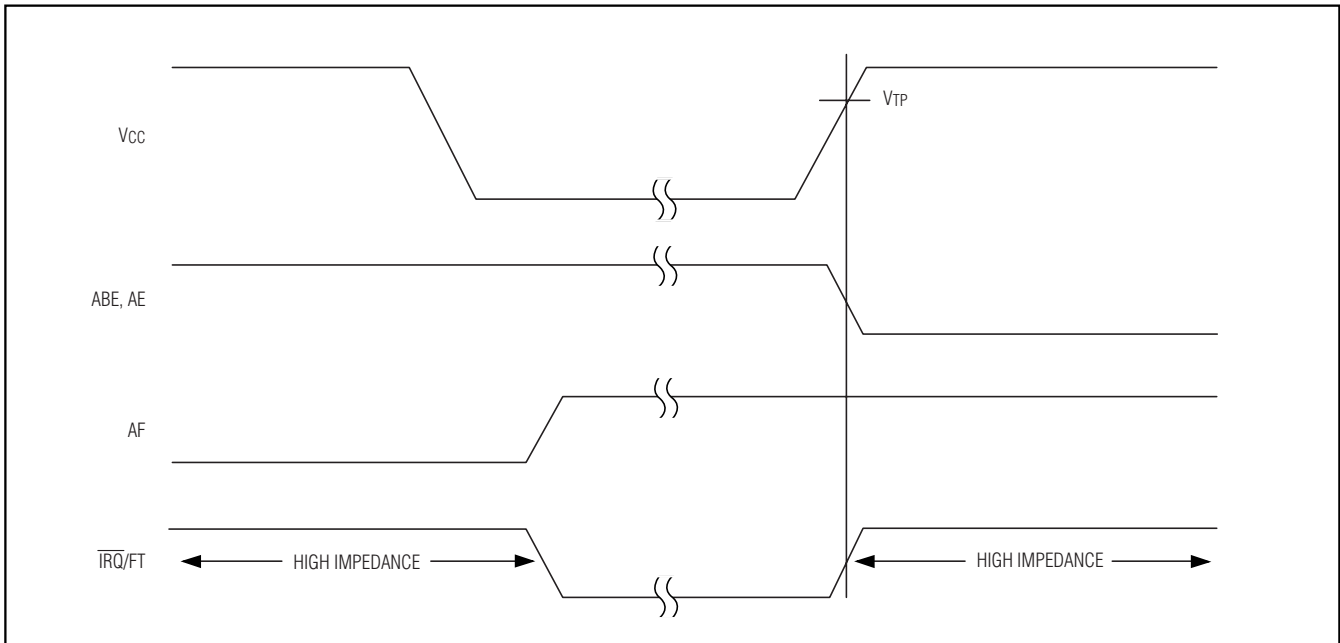 VCC
VTP
ABE, AE
AF
IRQ/FT
HIGH IMPEDANCE
HIGH IMPEDANCE